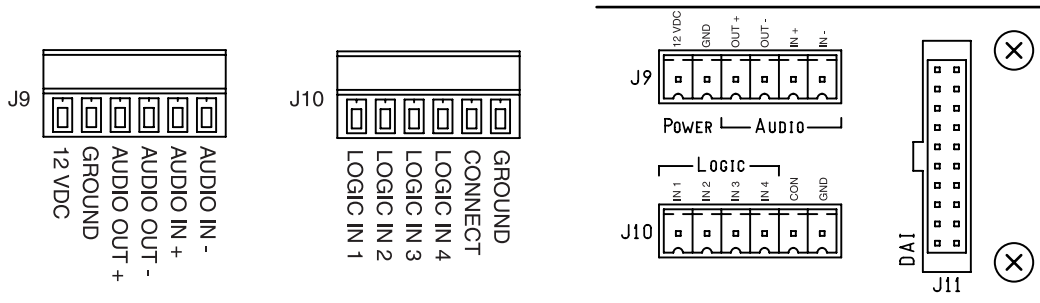 J9
12 VDC
GROUND
AUDIO OUT +
AUDIO OUT -
AUDIO IN +
AUDIO IN -
J10
LOGIC IN 1
LOGIC IN 2
LOGIC IN 3
LOGIC IN 4
CONNECT
GROUND
12 VDC
GND
OUT +
OUT -
IN +
IN -
J9
POWER
AUDIO
LOGIC
IN 1
IN 2
IN 3
IN 4
CON
GND
J10
DAI
J11